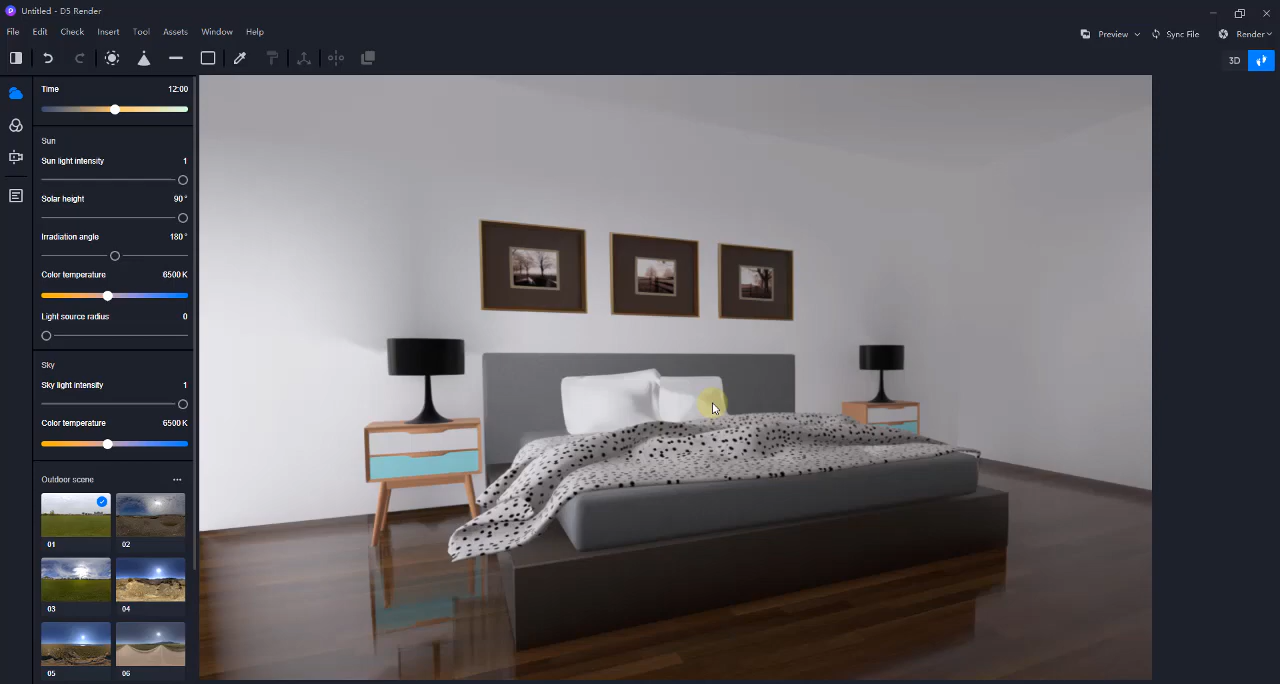 Untitled - D5 Render
File Edit Check Insert Tool Assets Window Help
Preview Sync File Render
3D
Time 12:00
Sun
Sun light intensity 1
Solar height 90°
Irradiation angle 180°
Color temperature 6500K
Light source radius 0
Sky
Sky light intensity 1
Color temperature 6500K
Outdoor scene ...
01 02
03 04
05 06